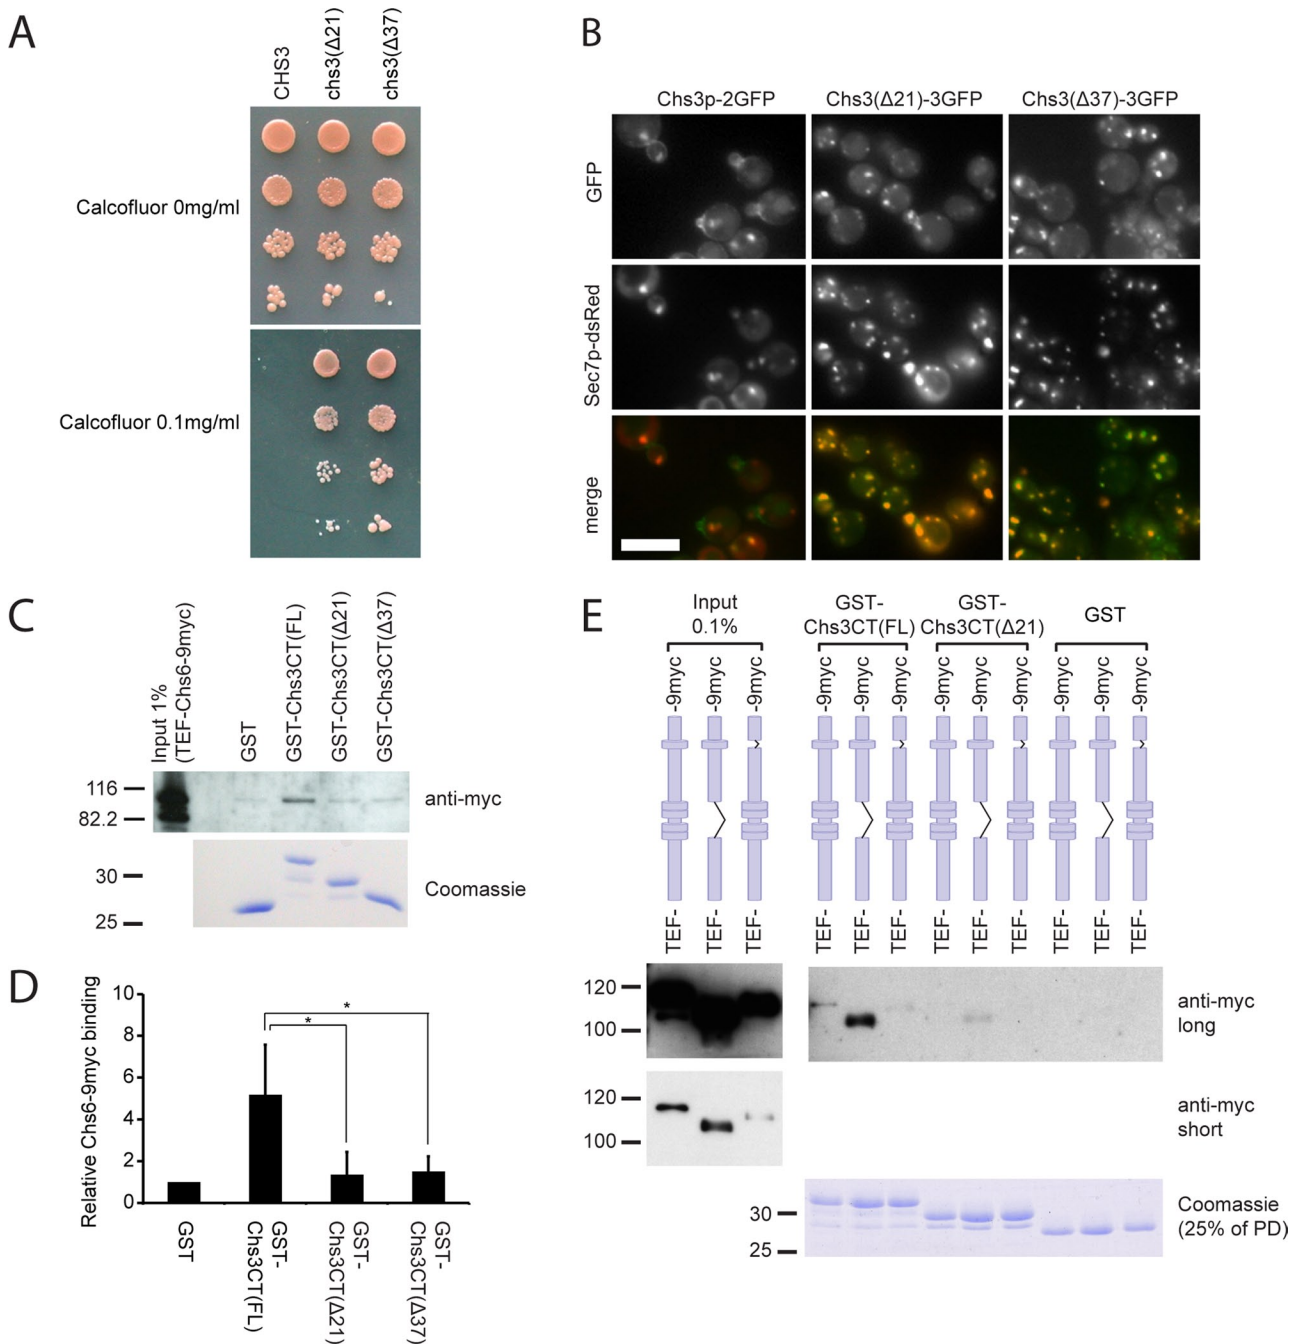 A
CHS3
chs3(Δ21)
chs3(Δ37)
Calcofluor 0mg/ml
Calcofluor 0.1mg/ml
B
Chs3p-2GFP
Chs3(Δ21)-3GFP
Chs3(Δ37)-3GFP
GFP
Sec7p-dsRed
merge
C
Input 1%
(TEF-Chs6-9myc)
GST
GST-Chs3CT(FL)
GST-Chs3CT(Δ21)
GST-Chs3CT(Δ37)
116
82.2
anti-myc
30
25
Coomassie
D
Relative Chs6-9myc binding
10
8
6
4
2
0
*
*
GST
GST-
Chs3CT(FL)
GST-
Chs3CT(Δ21)
GST-
Chs3CT(Δ37)
E
Input
0.1%
GST-
Chs3CT(FL)
GST-
Chs3CT(Δ21)
GST
-9myc
-9myc
-9myc
-9myc
-9myc
-9myc
-9myc
-9myc
-9myc
-9myc
-9myc
-9myc
TEF-
TEF-
TEF-
TEF-
TEF-
TEF-
TEF-
TEF-
TEF-
TEF-
TEF-
TEF-
120
100
anti-myc
long
120
100
anti-myc
short
30
25
Coomassie
(25% of PD)